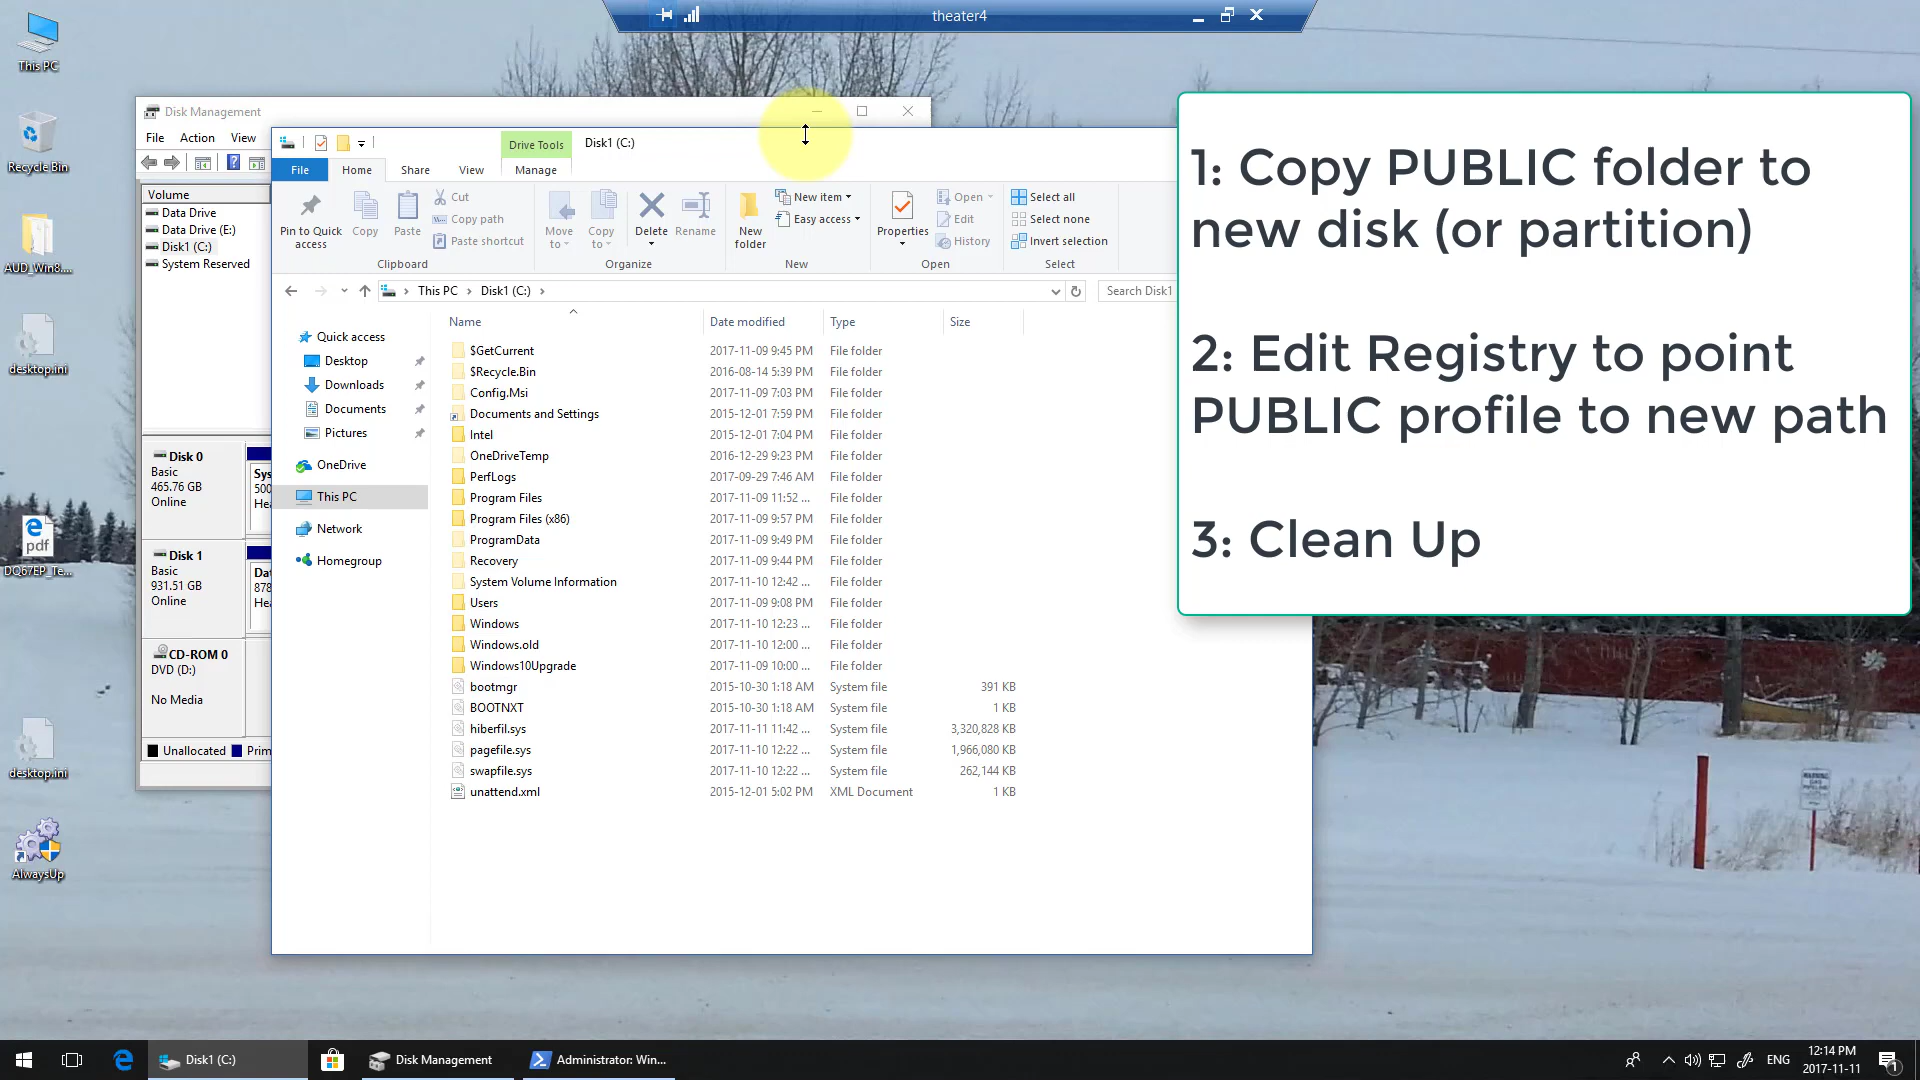 theater4
This PC
Recycle Bin
AUD_Win8....
desktop.ini
DQ67EP_Te...
desktop.ini
AlwaysUp
Disk Management
File Action View
Volume
Data Drive
Data Drive (E:)
Disk1 (C:)
System Reserved
Disk 0
Basic
465.76 GB
Online
Sys
500
Hea
Disk 1
Basic
931.51 GB
Online
Dat
878
Hea
CD-ROM 0
DVD (D:)
No Media
Unallocated Prim
Drive Tools Disk1 (C:)
File Home Share View Manage
Pin to Quick
access
Copy
Paste
Cut
Copy path
Paste shortcut
Clipboard
Move
to
Copy
to
Delete
Rename
Organize
New
folder
New item
Easy access
New
Properties
Open
Edit
History
Open
Select all
Select none
Invert selection
Select
This PC Disk1 (C:)
Search Disk1
Quick access
Desktop
Downloads
Documents
Pictures
OneDrive
This PC
Network
Homegroup
Name Date modified Type Size
$GetCurrent 2017-11-09 9:45 PM File folder
$Recycle.Bin 2016-08-14 5:39 PM File folder
Config.Msi 2017-11-09 7:03 PM File folder
Documents and Settings 2015-12-01 7:59 PM File folder
Intel 2015-12-01 7:04 PM File folder
OneDriveTemp 2016-12-29 9:23 PM File folder
PerfLogs 2017-09-29 7:46 AM File folder
Program Files 2017-11-09 11:52 ... File folder
Program Files (x86) 2017-11-09 9:57 PM File folder
ProgramData 2017-11-09 9:49 PM File folder
Recovery 2017-11-09 9:44 PM File folder
System Volume Information 2017-11-10 12:42 ... File folder
Users 2017-11-09 9:08 PM File folder
Windows 2017-11-10 12:23 ... File folder
Windows.old 2017-11-10 12:00 ... File folder
Windows10Upgrade 2017-11-09 10:00 ... File folder
bootmgr 2015-10-30 1:18 AM System file 391 KB
BOOTNXT 2015-10-30 1:18 AM System file 1 KB
hiberfil.sys 2017-11-11 11:42 ... System file 3,320,828 KB
pagefile.sys 2017-11-10 12:22 ... System file 1,966,080 KB
swapfile.sys 2017-11-10 12:22 ... System file 262,144 KB
unattend.xml 2015-12-01 5:02 PM XML Document 1 KB
1: Copy PUBLIC folder to
new disk (or partition)
2: Edit Registry to point
PUBLIC profile to new path
3: Clean Up
Disk1 (C:)
Disk Management
Administrator: Win...
ENG
12:14 PM
2017-11-11
1